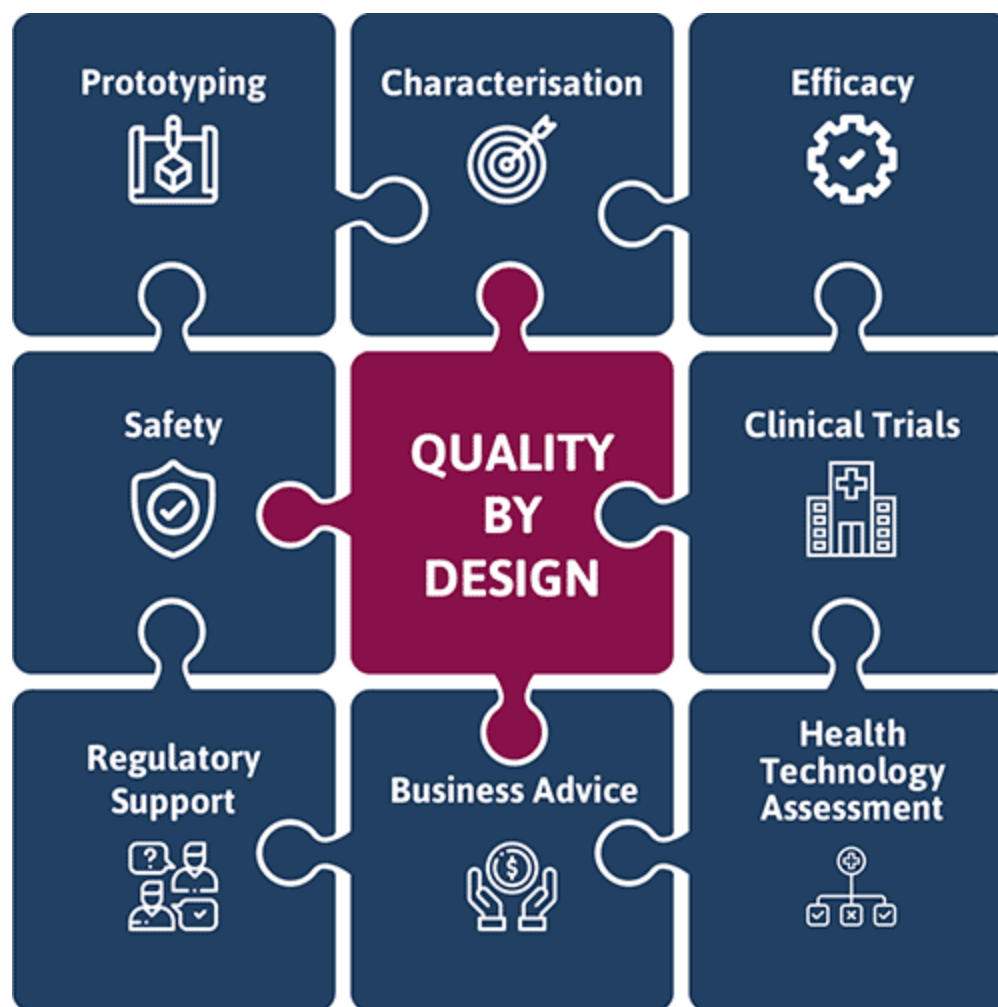 Prototyping
Characterisation
Efficacy
Safety
QUALITY
BY
DESIGN
Clinical Trials
Regulatory
Support
?
Business Advice
$
Health
Technology
Assessment